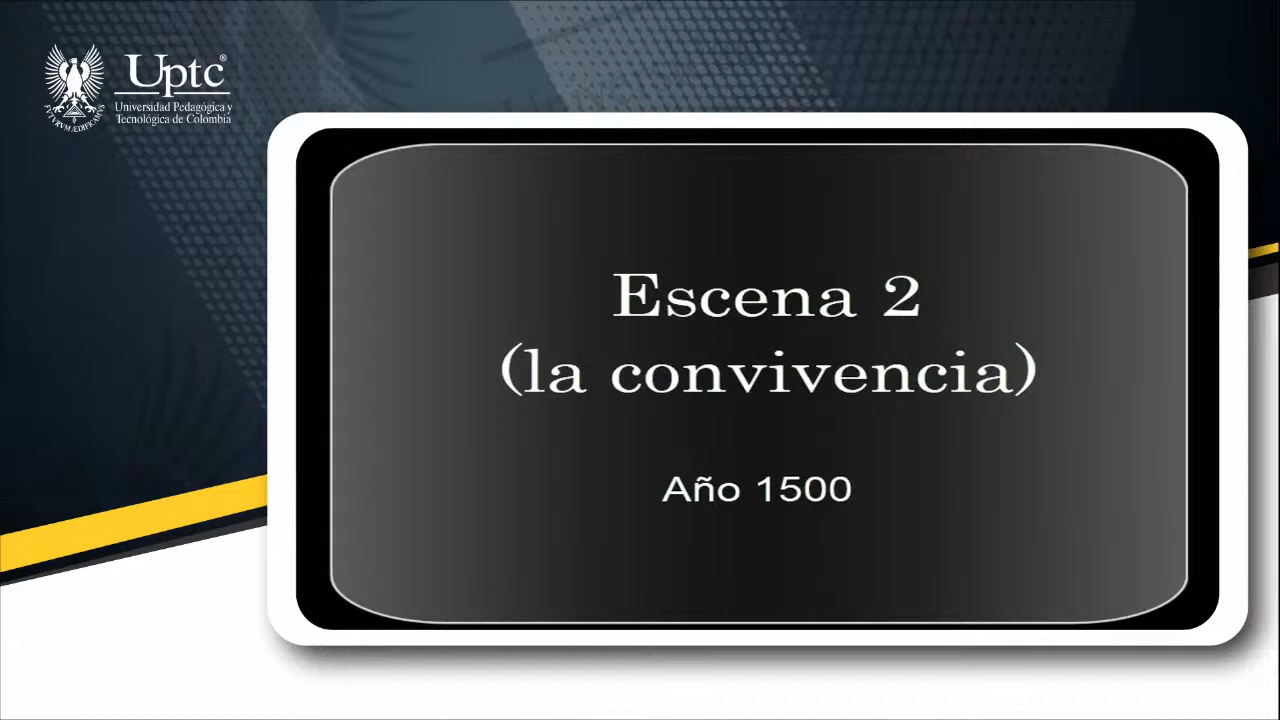 Uptc®
Universidad Pedagógica y
Tecnológica de Colombia
Escena 2
(la convivencia)
Año 1500